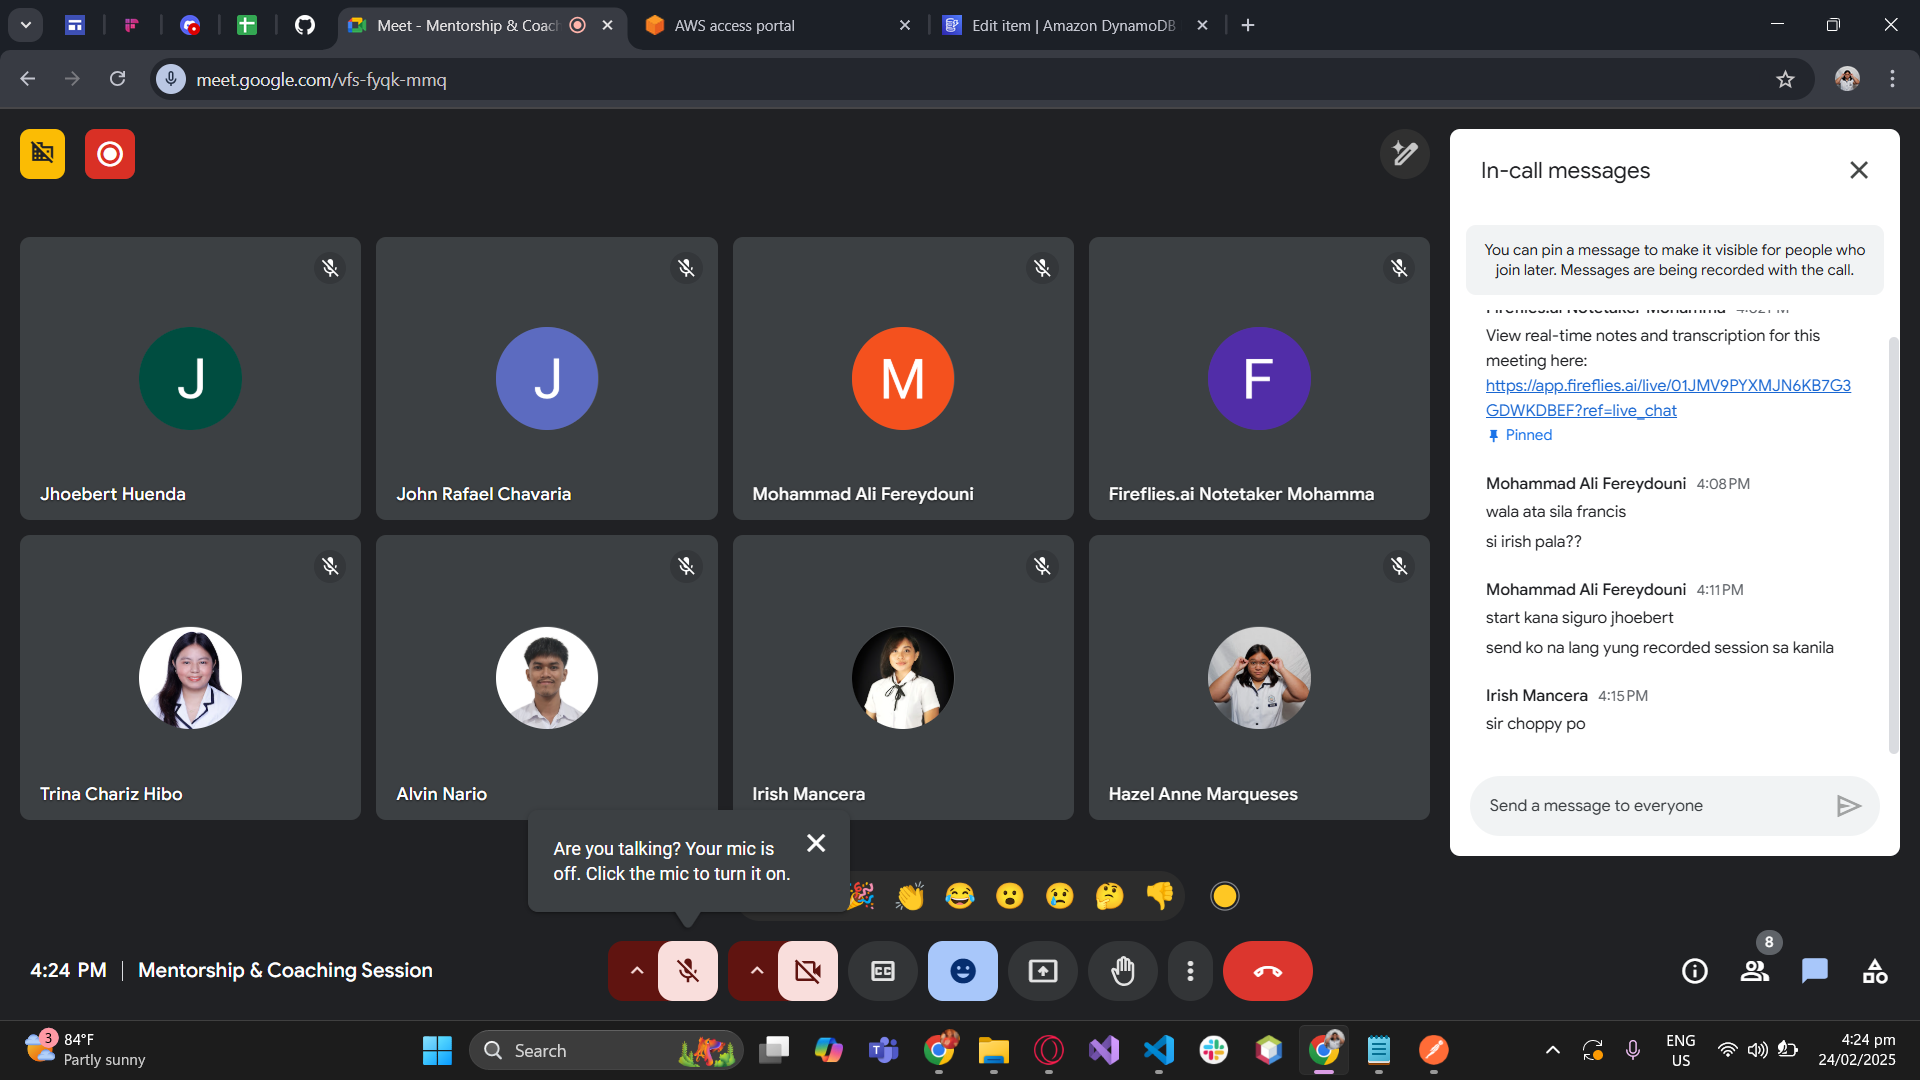 Meet - Mentorship & Coach
AWS access portal
Edit item | Amazon DynamoDB
meet.google.com/vfs-fyqk-mmq
In-call messages
You can pin a message to make it visible for people who
join later. Messages are being recorded with the call.
Fireflies.ai Notetaker Mohamma
View real-time notes and transcription for this
meeting here:
https://app.fireflies.ai/live/01JMV9PYXMJN6KB7G3
GDWKDBEF?ref=live_chat
Pinned
Mohammad Ali Fereydouni 4:08 PM
wala ata sila francis
si irish pala??
Mohammad Ali Fereydouni 4:11 PM
start kana siguro jhoebert
send ko na lang yung recorded session sa kanila
Irish Mancera 4:15 PM
sir choppy po
Send a message to everyone
J
J
M
F
Jhoebert Huenda
John Rafael Chavaria
Mohammad Ali Fereydouni
Fireflies.ai Notetaker Mohamma
Trina Chariz Hibo
Alvin Nario
Irish Mancera
Hazel Anne Marqueses
Are you talking? Your mic is
off. Click the mic to turn it on.
4:24 PM | Mentorship & Coaching Session
CC
8
3
84°F
Partly sunny
Search
ENG
US
4:24 pm
24/02/2025